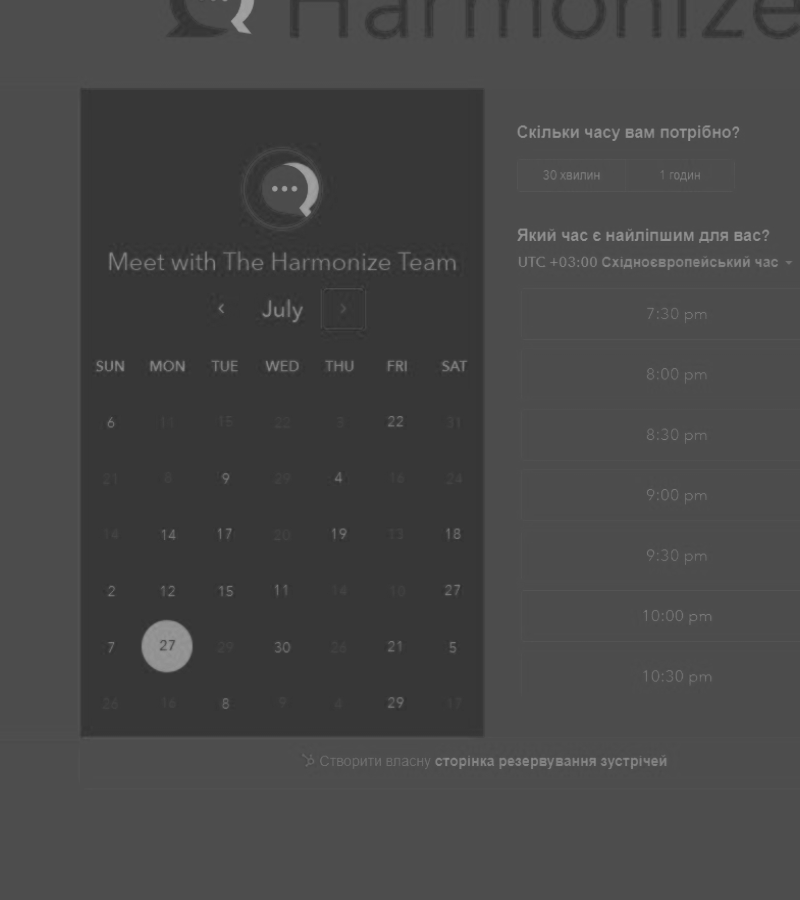 Harmonize
Meet with The Harmonize Team
July
SUN MON TUE WED THU FRI SAT
6 11 15 22 3 22 31
21 8 9 29 4 16 24
14 17 20 19 18
2 12 15 11 27
7 27 29 30 26 21 5
26 16 8 9 4 29 17
Скільки часу вам потрібно?
30 хвилин 1 годин
Який час є найліпшим для вас?
UTC +03:00 Східноєвропейський час
7:30 pm
8:00 pm
8:30 pm
9:00 pm
9:30 pm
10:00 pm
10:30 pm
Створити власну сторінка резервування зустрічей